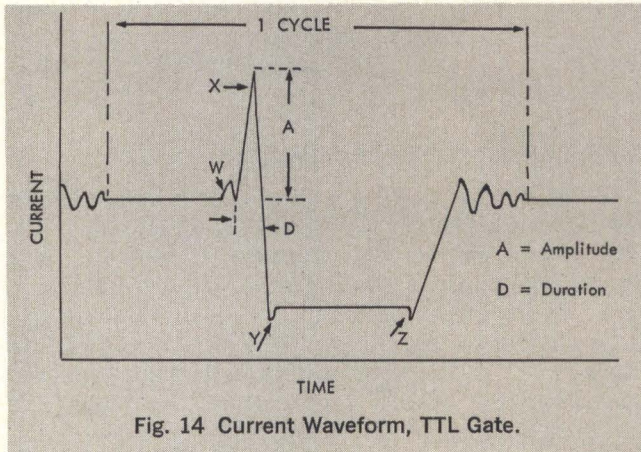 1 CYCLE
X
A
W
D
CURRENT
A = Amplitude
D = Duration
Y
Z
TIME
Fig. 14 Current Waveform, TTL Gate.